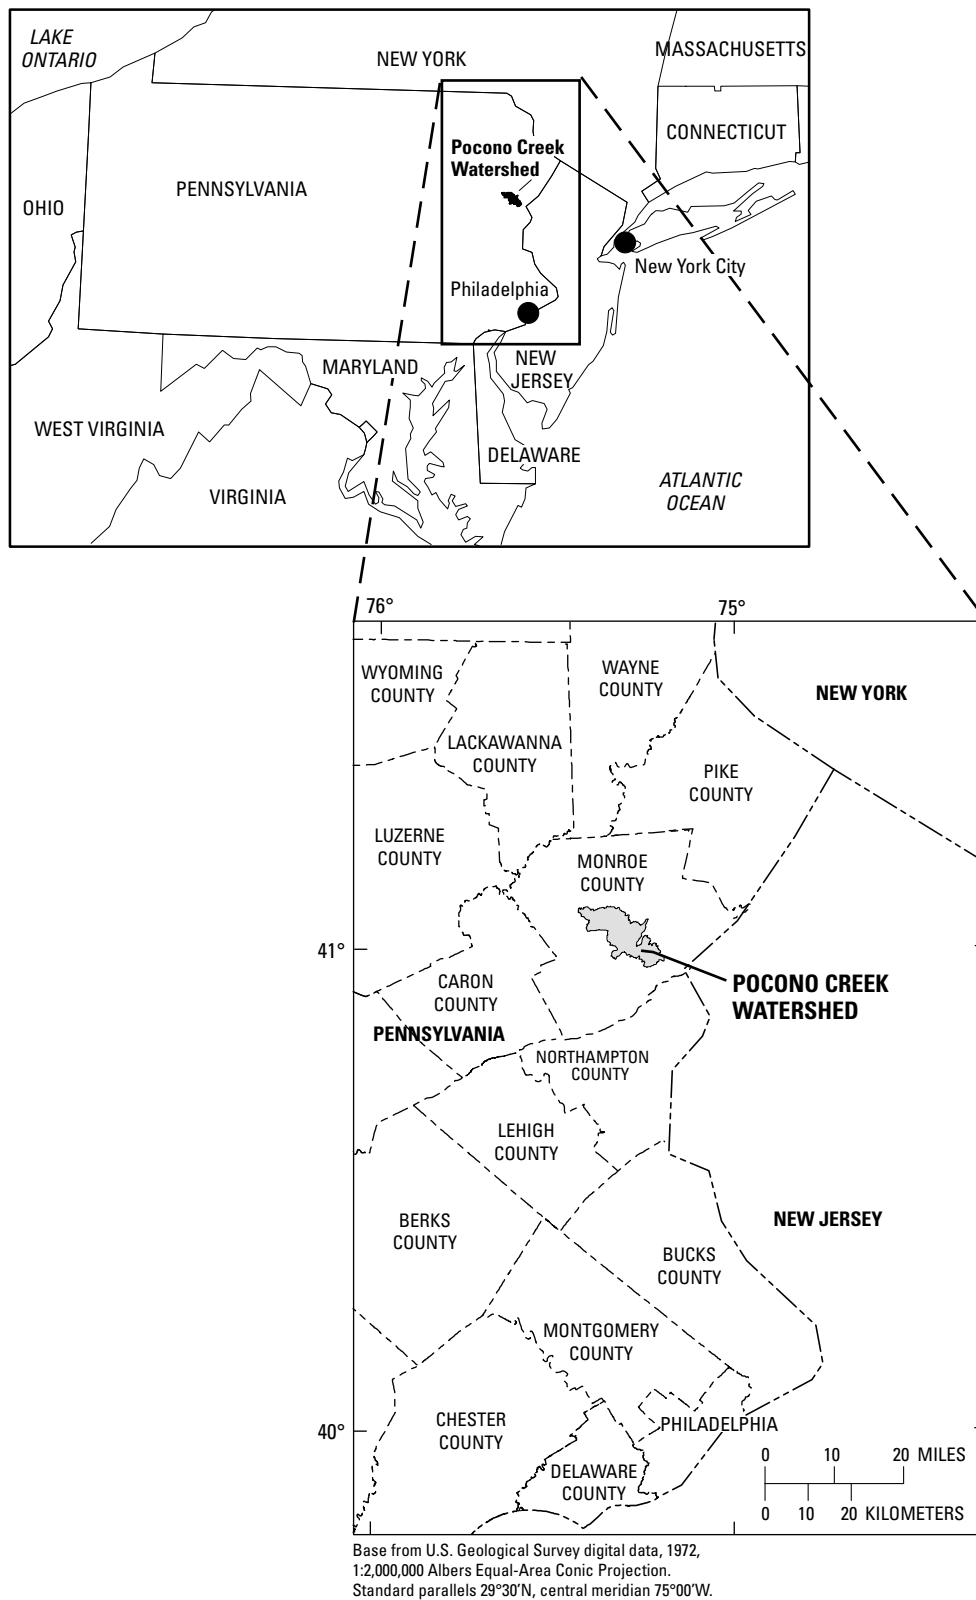 LAKE
ONTARIO
NEW YORK
MASSACHUSETTS
CONNECTICUT
Pocono Creek
Watershed
PENNSYLVANIA
OHIO
New York City
Philadelphia
MARYLAND
NEW
JERSEY
WEST VIRGINIA
DELAWARE
VIRGINIA
ATLANTIC
OCEAN
76°
75°
WYOMING
COUNTY
WAYNE
COUNTY
NEW YORK
LACKAWANNA
COUNTY
PIKE
COUNTY
LUZERNE
COUNTY
MONROE
COUNTY
41°
CARON
COUNTY
POCONO CREEK
WATERSHED
PENNSYLVANIA
NORTHAMPTON
COUNTY
LEHIGH
COUNTY
BERKS
COUNTY
NEW JERSEY
BUCKS
COUNTY
MONTGOMERY
COUNTY
40°
CHESTER
COUNTY
PHILADELPHIA
DELAWARE
COUNTY
0 10 20 MILES
0 10 20 KILOMETERS
Base from U.S. Geological Survey digital data, 1972,
1:2,000,000 Albers Equal-Area Conic Projection.
Standard parallels 29°30'N, central meridian 75°00'W.